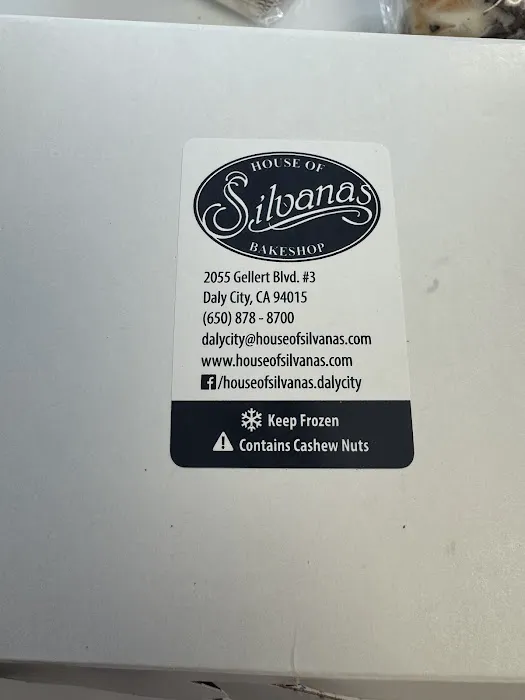 HOUSE OF
Silvanas
BAKESHOP
2055 Gellert Blvd. #3
Daly City, CA 94015
(650) 878 - 8700
dalycity@houseofsilvanas.com
www.houseofsilvanas.com
f/houseofsilvanas.dalycity
Keep Frozen
Contains Cashew Nuts